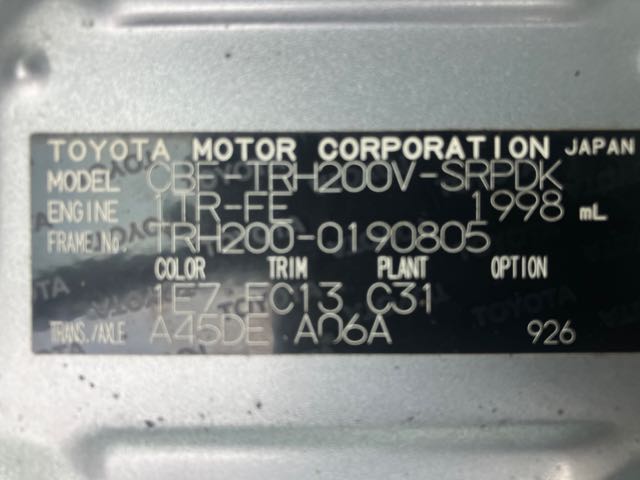 TOYOTA MOTOR CORPORATION JAPAN
MODEL CBF-TRH200V-SRPDK
ENGINE 1TR-FE 1998 mL
FRAME No. TRH200-0190805
COLOR TRIM PLANT OPTION
1E7 FC13 C31
TRANS./AXLE A45DE A06A 926